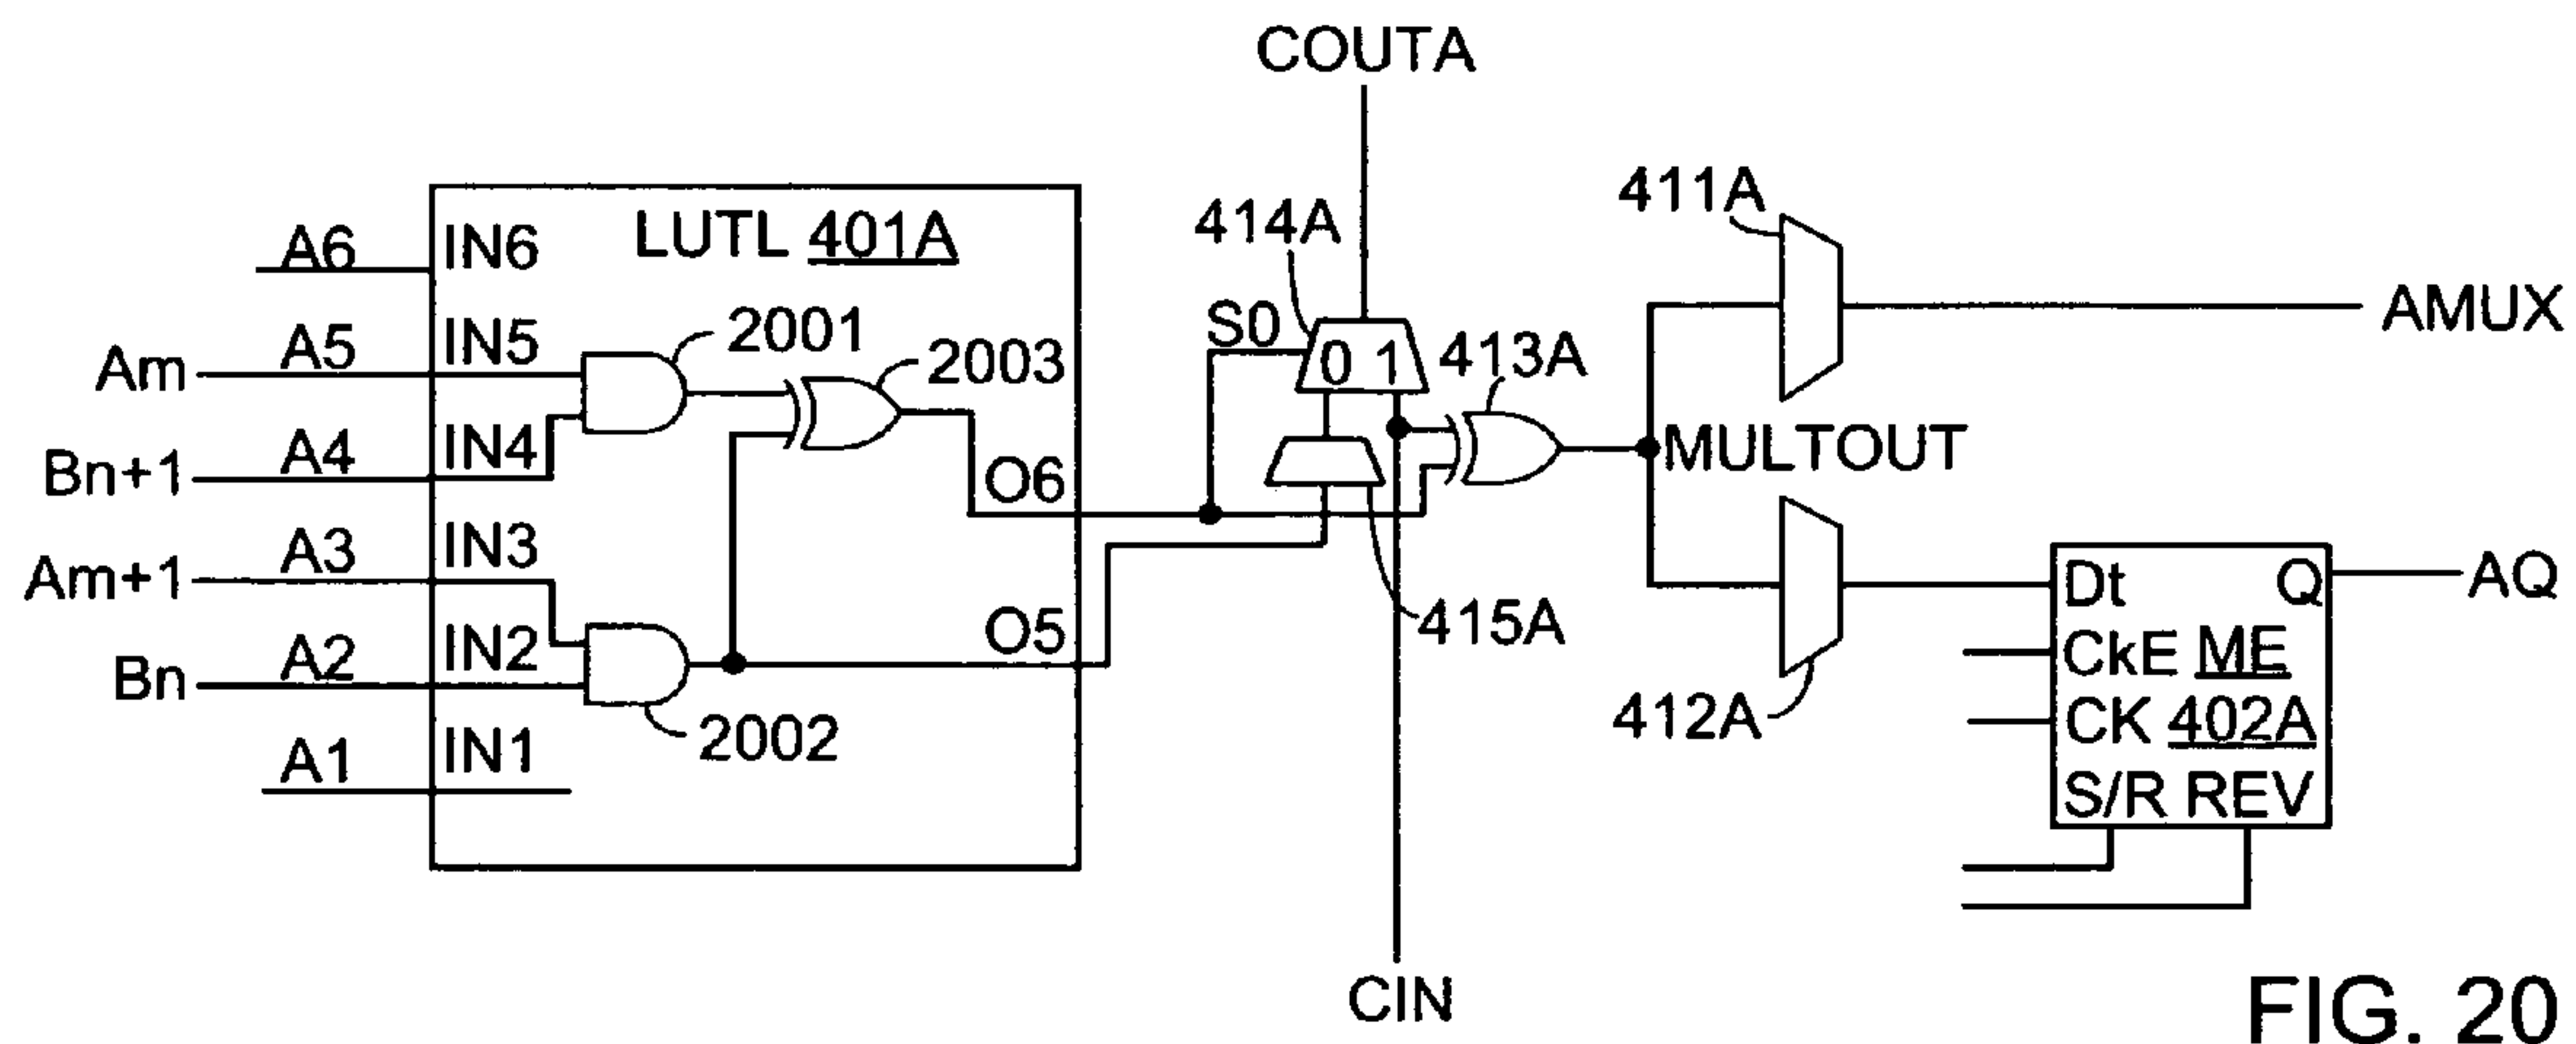 COUTA
411A
414A
A6 IN6 LUTL 401A
S0 0 1 413A
AMUX
Am A5 IN5 2001 2003
Bn+1 A4 IN4 O6
MULTOUT
Am+1 A3 IN3
415A
Bn A2 IN2 O5
2002
A1 IN1
412A
Dt Q AQ
CkE ME
CK 402A
S/R REV
CIN
FIG. 20